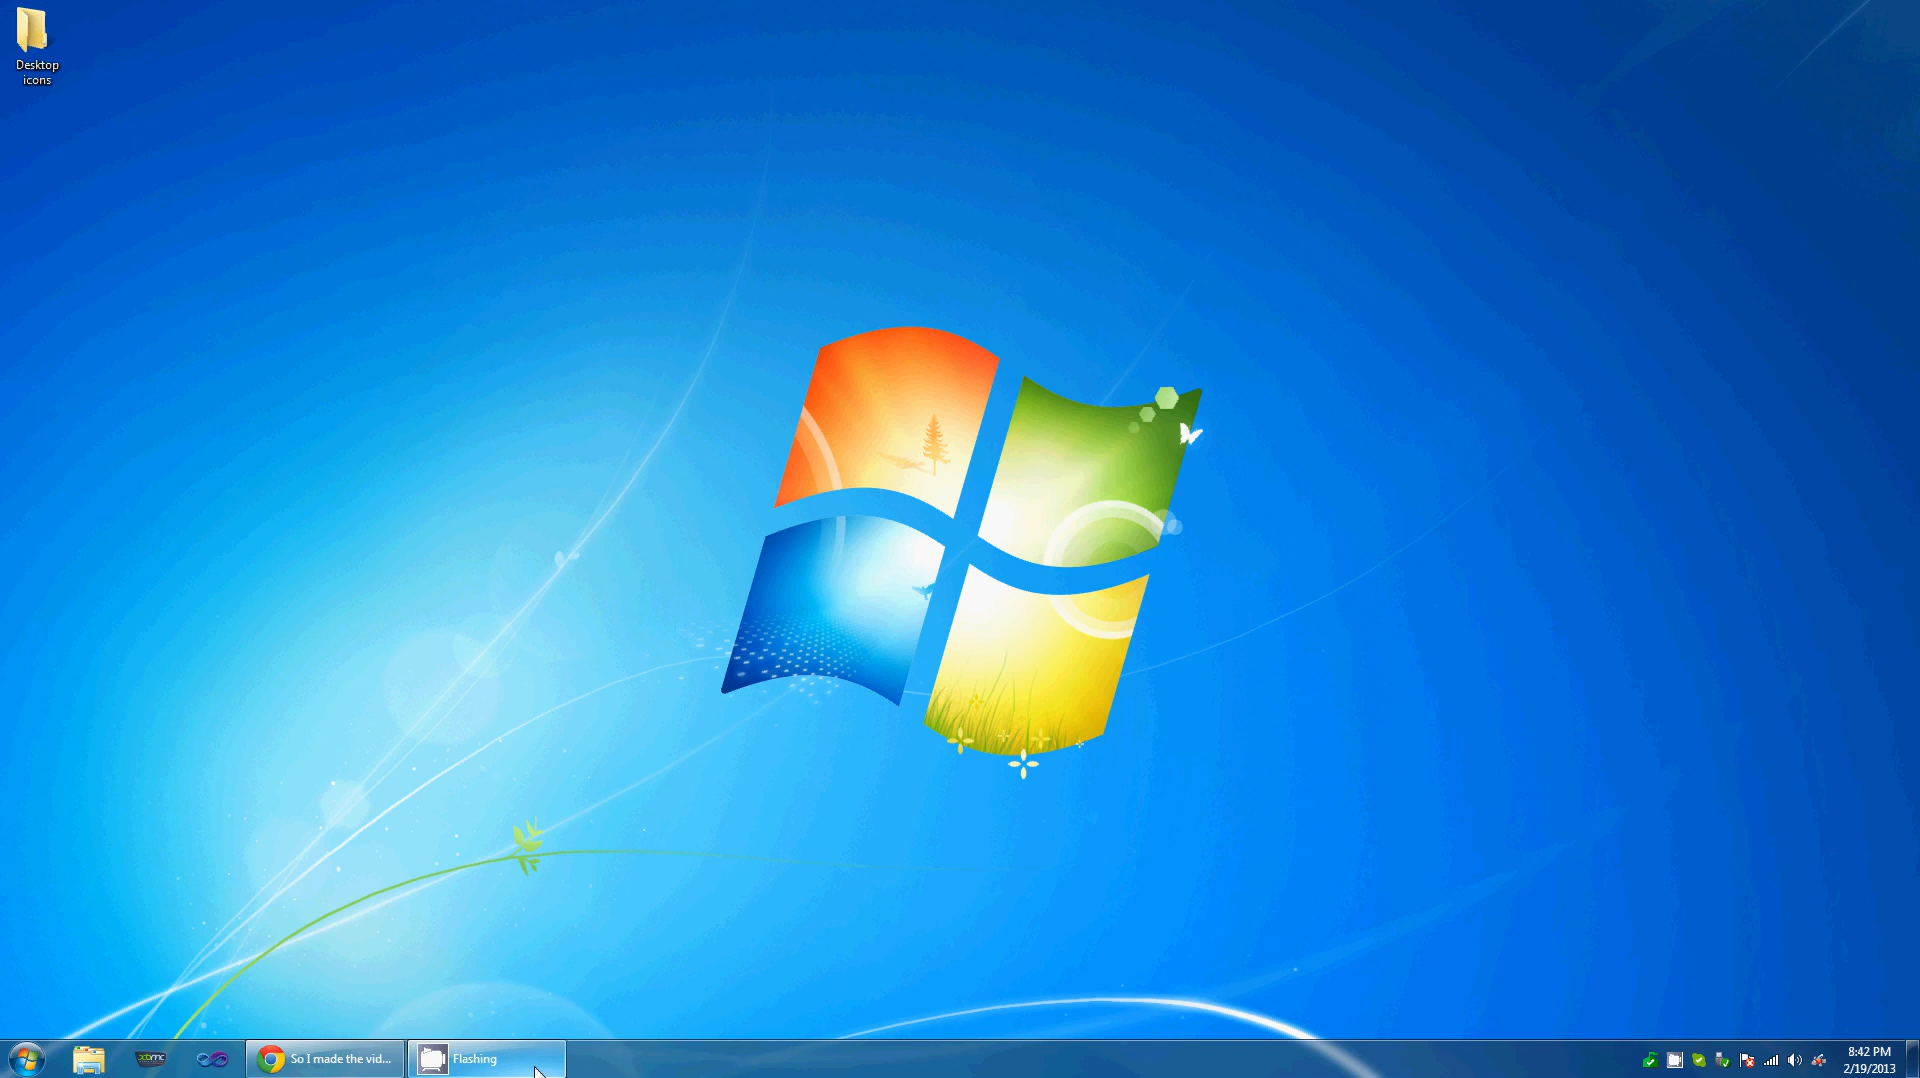 Desktop
icons
xbmc
So I made the vid...
Flashing
8:42 PM
2/19/2013